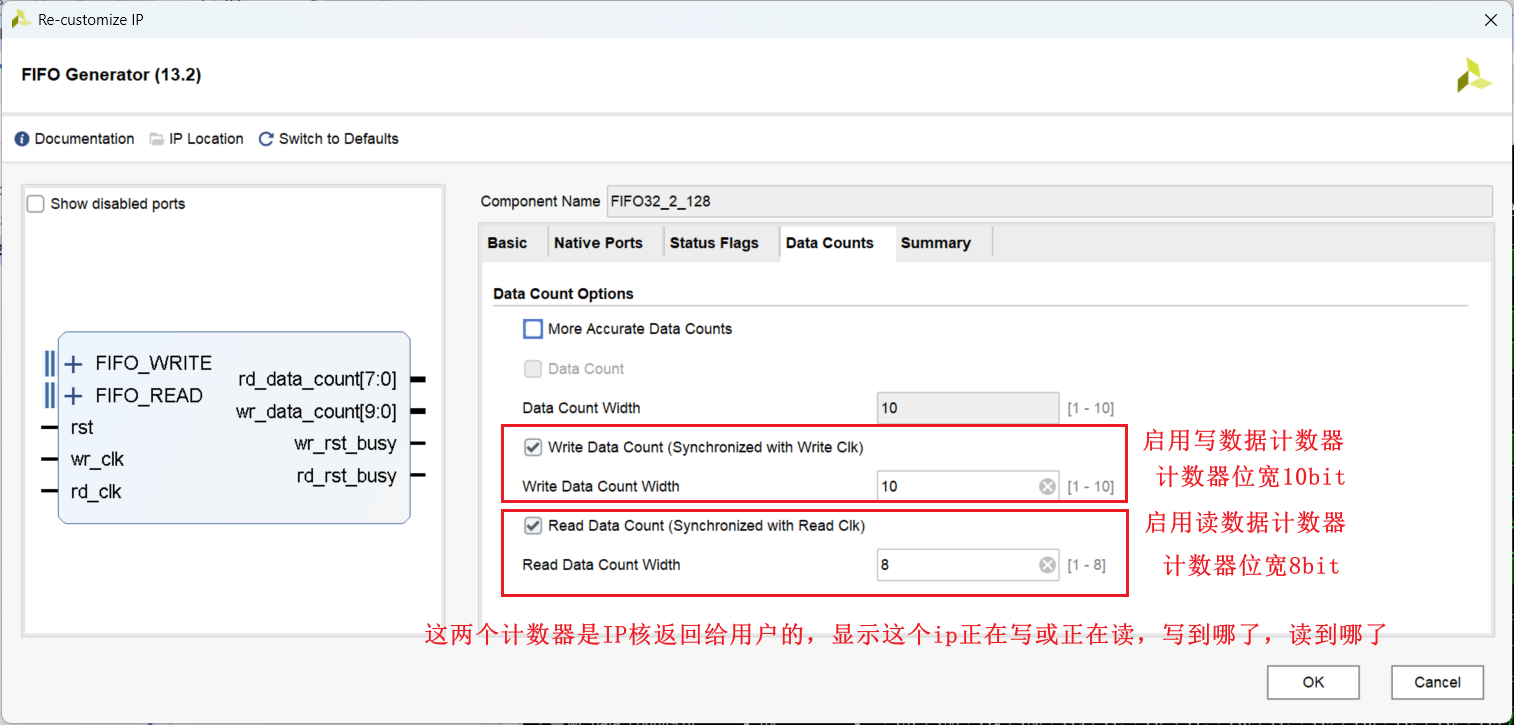 Re-customize IP
FIFO Generator (13.2)
Documentation IP Location Switch to Defaults
Show disabled ports
FIFO_WRITE
FIFO_READ
rst
wr_clk
rd_clk
rd_data_count[7:0]
wr_data_count[9:0]
wr_rst_busy
rd_rst_busy
Component Name FIFO32_2_128
Basic Native Ports Status Flags Data Counts Summary
Data Count Options
More Accurate Data Counts
Data Count
Data Count Width 10 [1 - 10]
Write Data Count (Synchronized with Write Clk)
Write Data Count Width 10 [1 - 10]
启用写数据计数器
计数器位宽10bit
Read Data Count (Synchronized with Read Clk)
Read Data Count Width 8 [1 - 8]
启用读数据计数器
计数器位宽8bit
这两个计数器是IP核返回给用户的，显示这个ip正在写或正在读，写到哪了，读到哪了
OK Cancel